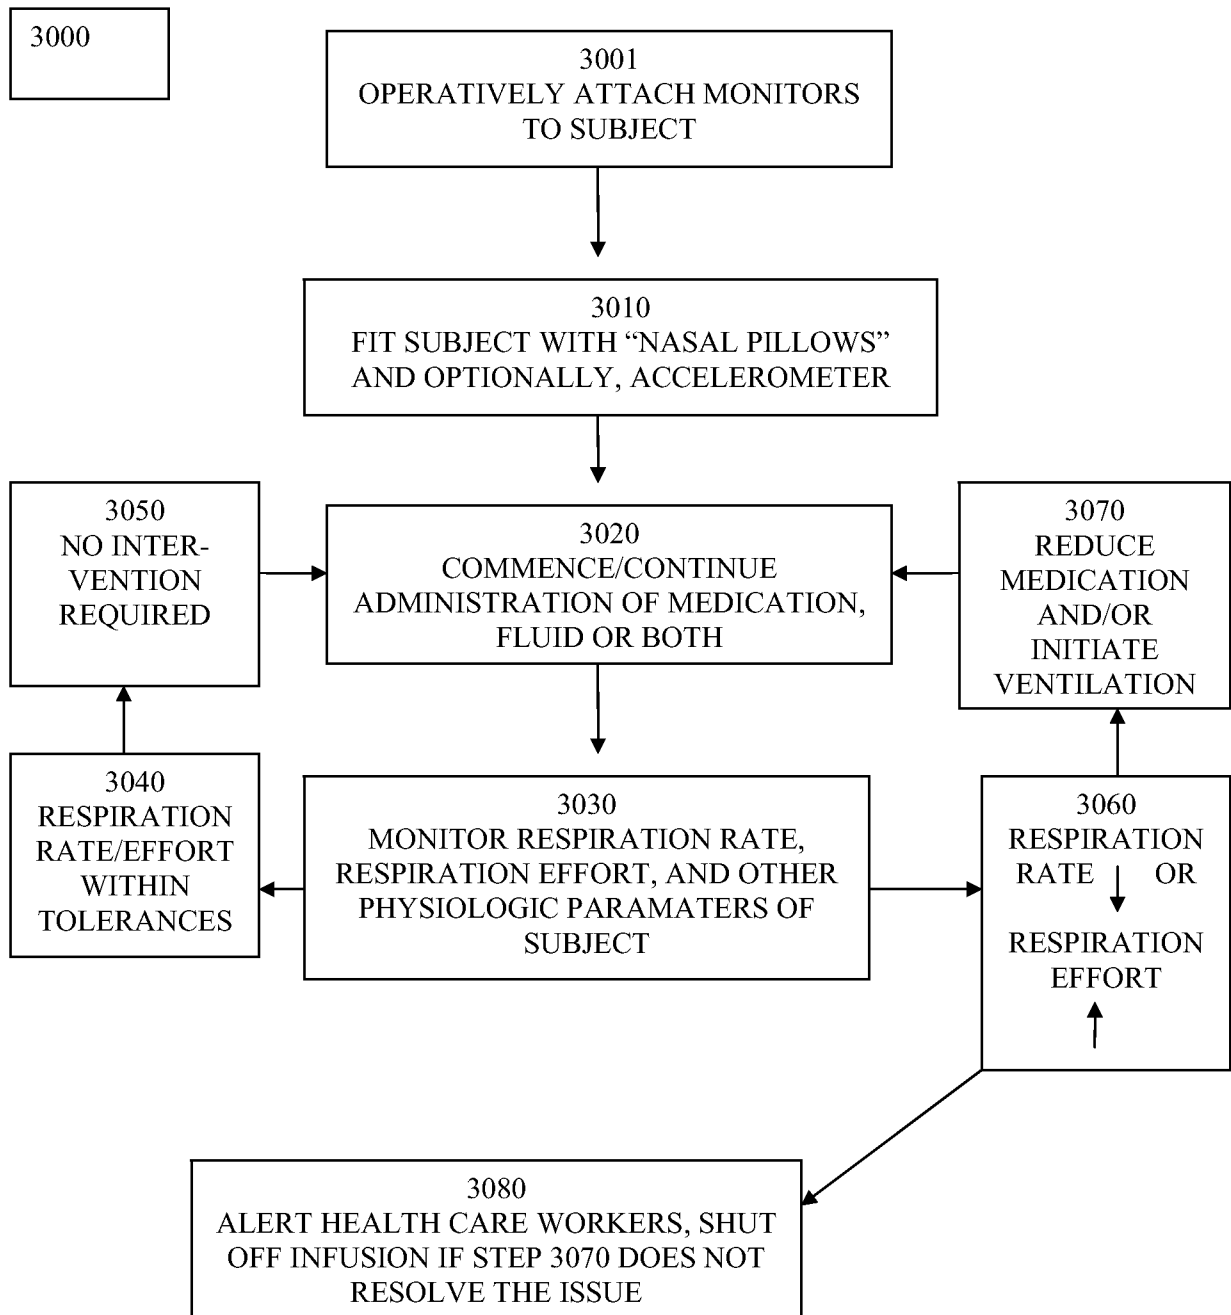 3000
3001
OPERATIVELY ATTACH MONITORS
TO SUBJECT
3010
FIT SUBJECT WITH “NASAL PILLOWS”
AND OPTIONALLY, ACCELEROMETER
3050
NO INTER-
VENTION
REQUIRED
3020
COMMENCE/CONTINUE
ADMINISTRATION OF MEDICATION,
FLUID OR BOTH
3070
REDUCE
MEDICATION
AND/OR
INITIATE
VENTILATION
3040
RESPIRATION
RATE/EFFORT
WITHIN
TOLERANCES
3030
MONITOR RESPIRATION RATE,
RESPIRATION EFFORT, AND OTHER
PHYSIOLOGIC PARAMATERS OF
SUBJECT
3060
RESPIRATION
RATE OR
RESPIRATION
EFFORT
3080
ALERT HEALTH CARE WORKERS, SHUT
OFF INFUSION IF STEP 3070 DOES NOT
RESOLVE THE ISSUE